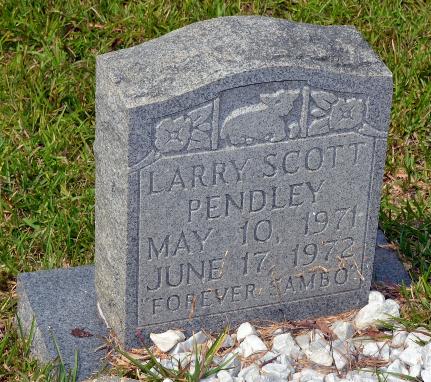 LARRY SCOTT
PENDLEY
MAY 10, 1971
JUNE 17, 1972
"FOREVER SAMBO"